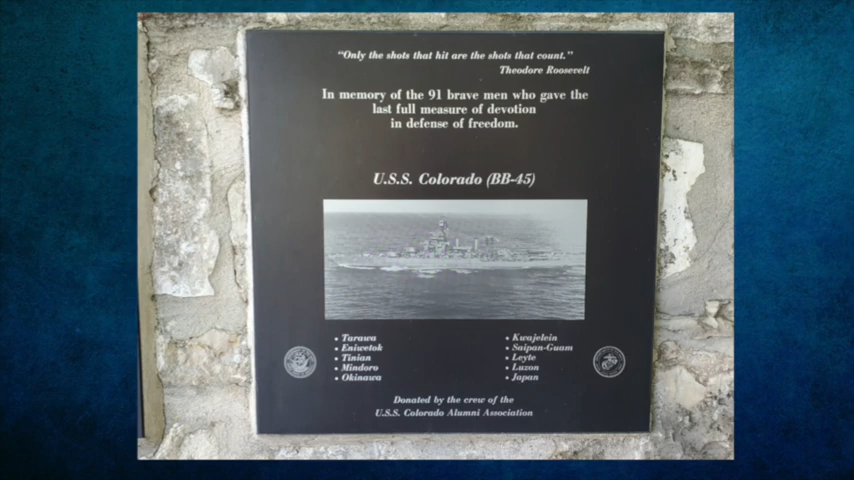 “Only the shots that hit are the shots that count.”
Theodore Roosevelt
In memory of the 91 brave men who gave the
last full measure of devotion
in defense of freedom.
U.S.S. Colorado (BB-45)
• Tarawa
• Eniwetok
• Tinian
• Mindoro
• Okinawa
• Kwajelein
• Saipan-Guam
• Leyte
• Luzon
• Japan
Donated by the crew of the
U.S.S. Colorado Alumni Association